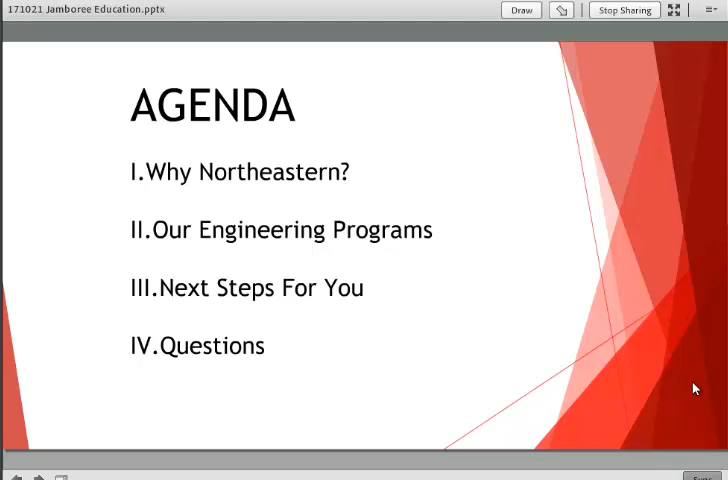 171021 Jamboree Education.pptx
Draw
Stop Sharing
AGENDA
I.Why Northeastern?
II.Our Engineering Programs
III.Next Steps For You
IV.Questions